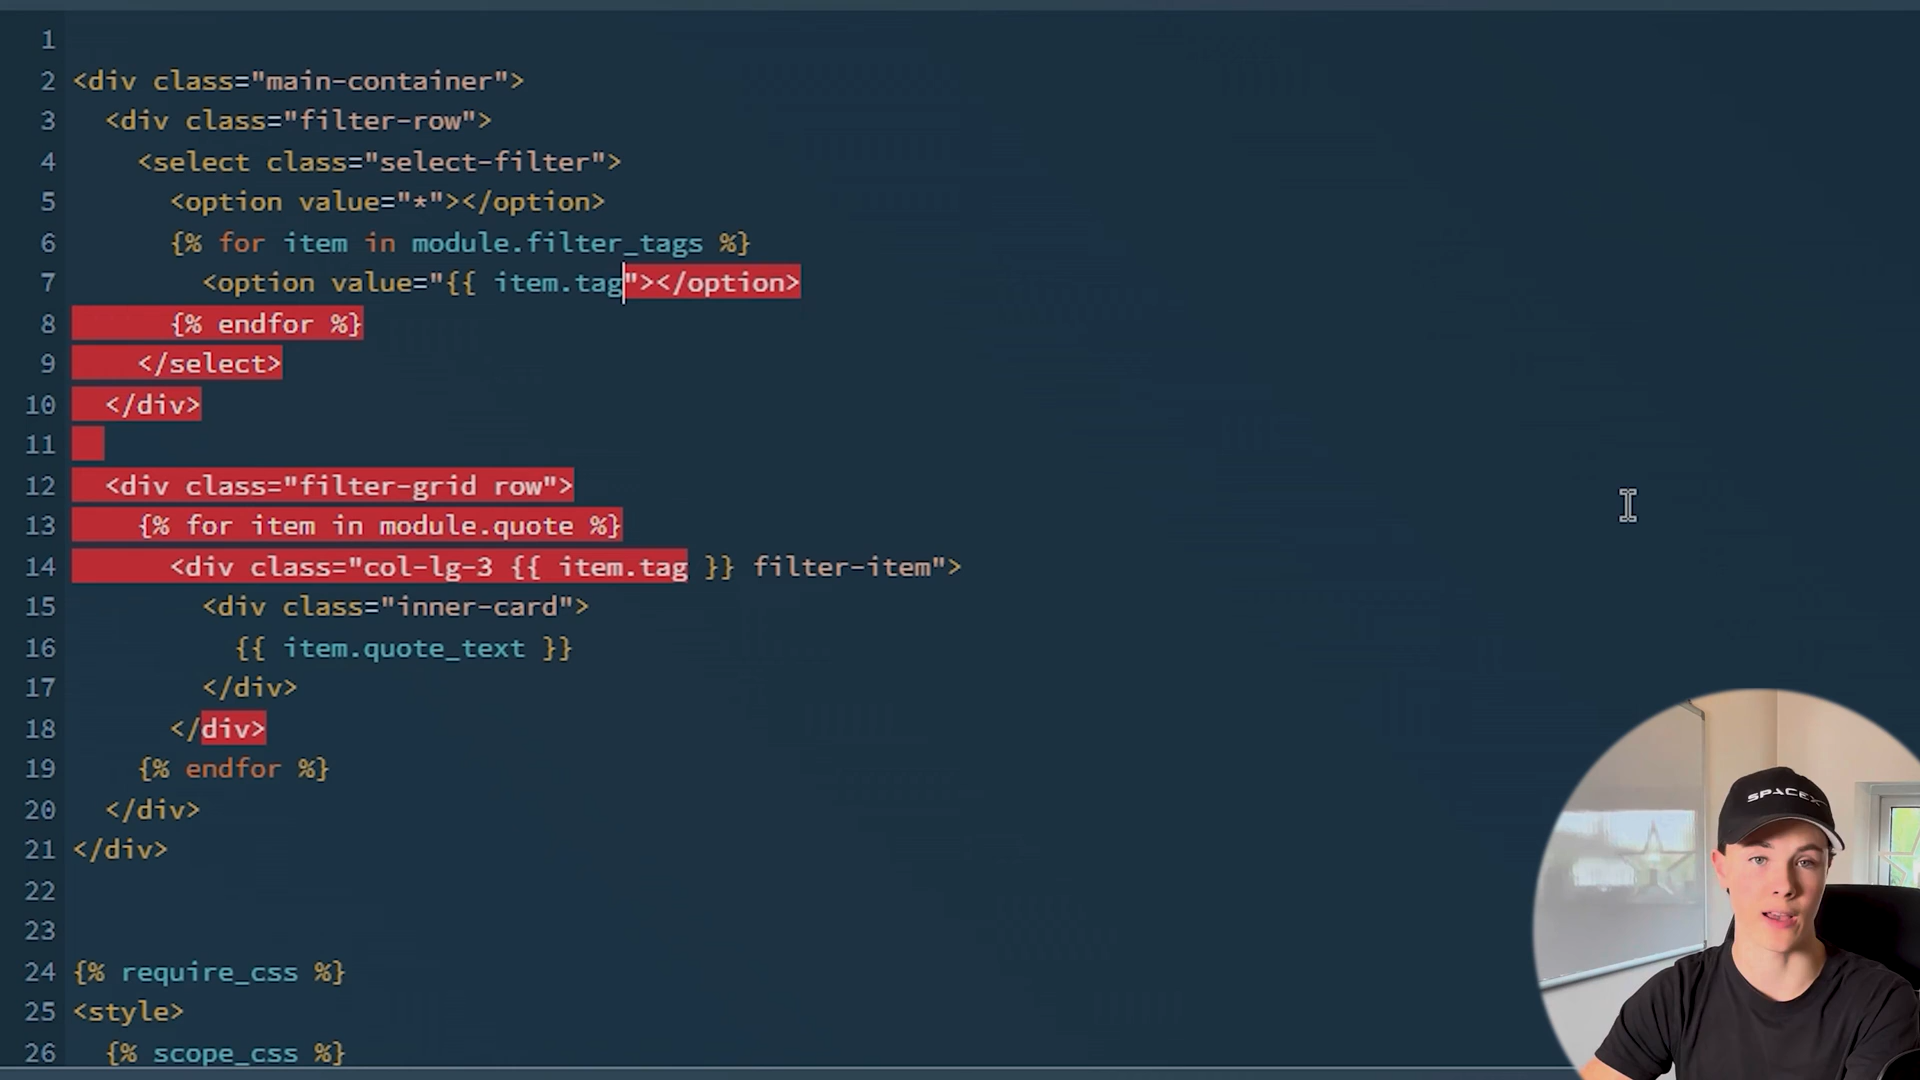 1
2 <div class="main-container">
3   <div class="filter-row">
4     <select class="select-filter">
5       <option value="*"></option>
6       {% for item in module.filter_tags %}
7         <option value="{{ item.tag"></option>
8       {% endfor %}
9     </select>
10   </div>
11
12   <div class="filter-grid row">
13     {% for item in module.quote %}
14       <div class="col-lg-3 {{ item.tag }} filter-item">
15         <div class="inner-card">
16           {{ item.quote_text }}
17         </div>
18       </div>
19     {% endfor %}
20   </div>
21 </div>
22
23
24 {% require_css %}
25 <style>
26   {% scope_css %}
SPACEX